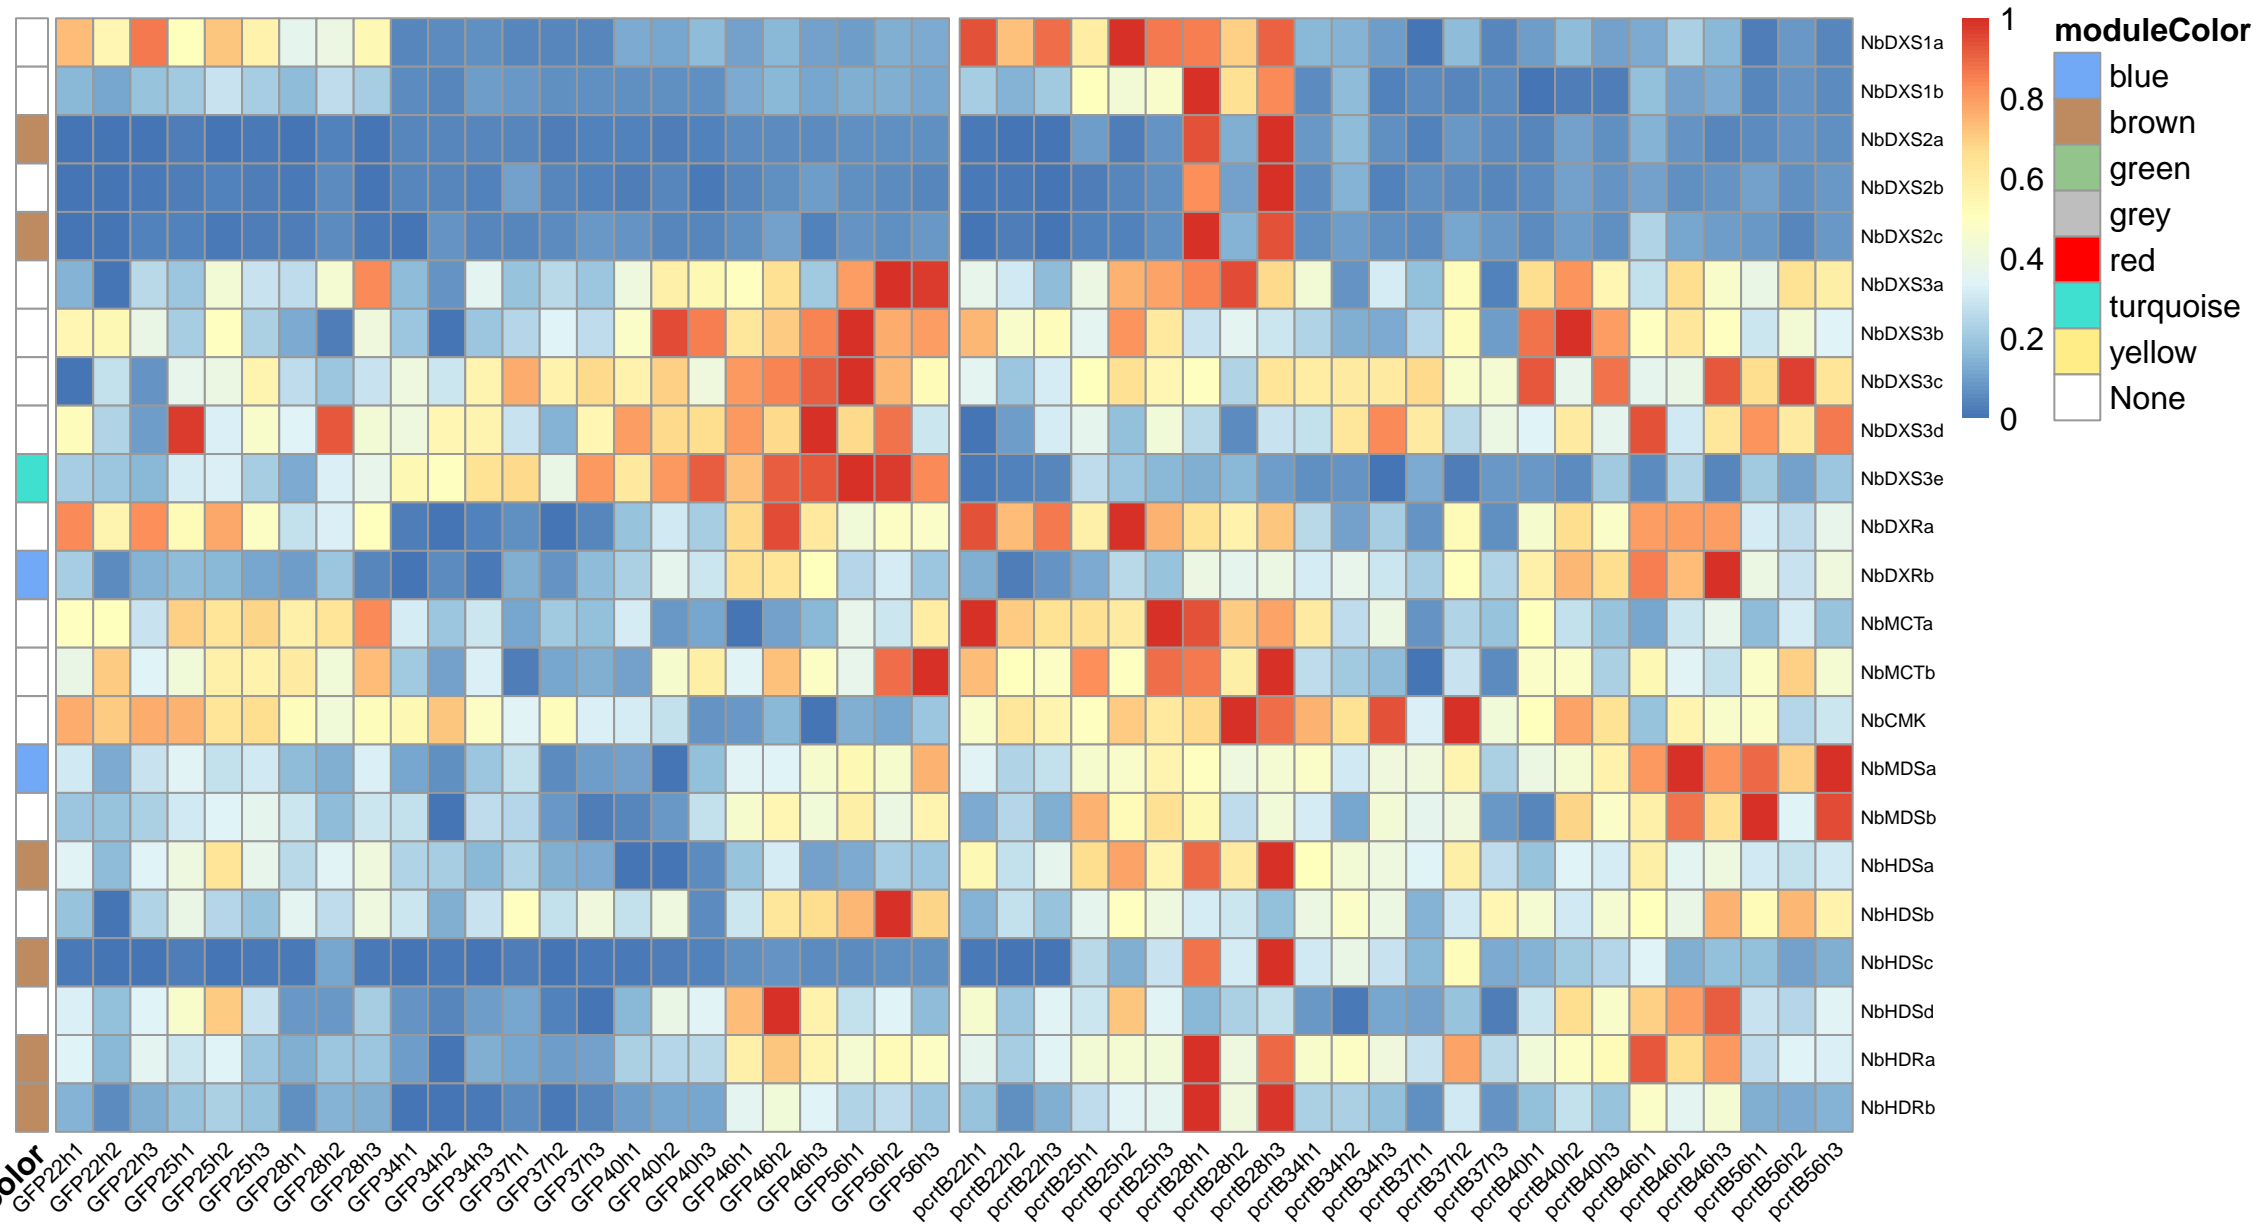 1
0.8
0.6
0.4
0.2
0
moduleColor
blue
brown
green
grey
red
turquoise
yellow
None
NbDXS1a
NbDXS1b
NbDXS2a
NbDXS2b
NbDXS2c
NbDXS3a
NbDXS3b
NbDXS3c
NbDXS3d
NbDXS3e
NbDXRa
NbDXRb
NbMCTa
NbMCTb
NbCMK
NbMDSa
NbMDSb
NbHDSa
NbHDSb
NbHDSc
NbHDSd
NbHDRa
NbHDRb
olor
GFP22h1
GFP22h2
GFP22h3
GFP25h1
GFP25h2
GFP25h3
GFP28h1
GFP28h2
GFP28h3
GFP34h1
GFP34h2
GFP34h3
GFP37h1
GFP37h2
GFP37h3
GFP40h1
GFP40h2
GFP40h3
GFP46h1
GFP46h2
GFP46h3
GFP56h1
GFP56h2
GFP56h3
pcrtB22h1
pcrtB22h2
pcrtB22h3
pcrtB25h1
pcrtB25h2
pcrtB25h3
pcrtB28h1
pcrtB28h2
pcrtB28h3
pcrtB34h1
pcrtB34h2
pcrtB34h3
pcrtB37h1
pcrtB37h2
pcrtB37h3
pcrtB40h1
pcrtB40h2
pcrtB40h3
pcrtB46h1
pcrtB46h2
pcrtB46h3
pcrtB56h1
pcrtB56h2
pcrtB56h3